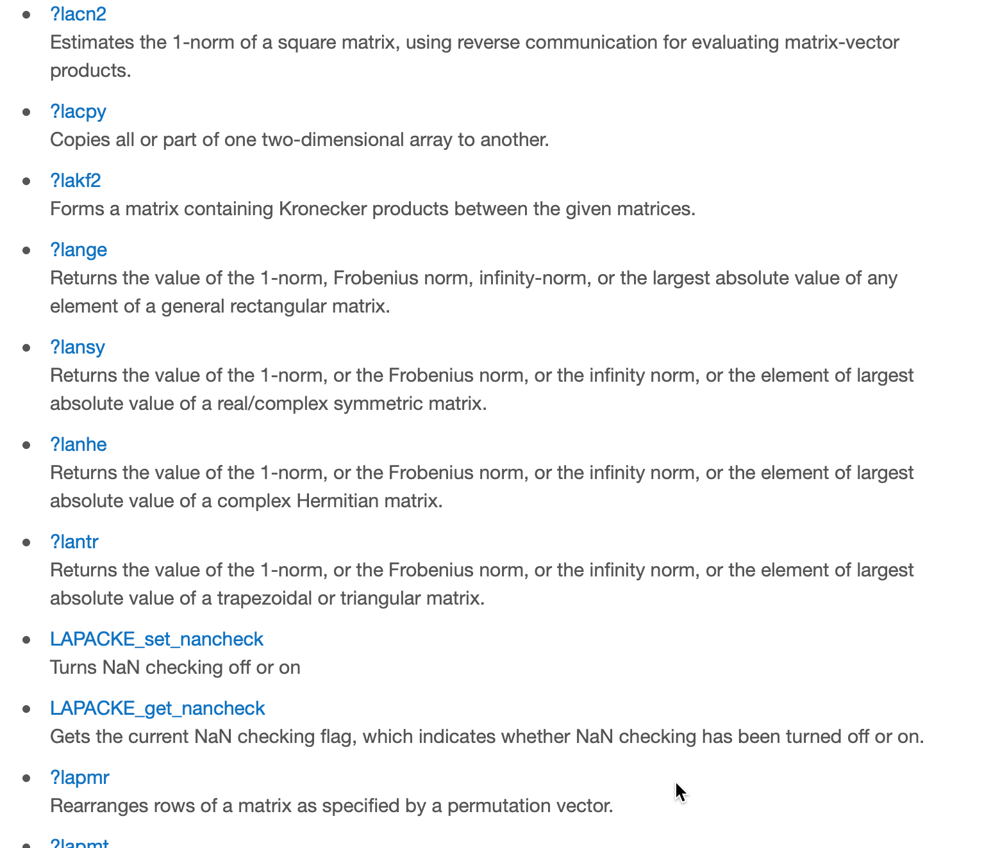 ?lacn2
Estimates the 1-norm of a square matrix, using reverse communication for evaluating matrix-vector
products.
?lacpy
Copies all or part of one two-dimensional array to another.
?lakf2
Forms a matrix containing Kronecker products between the given matrices.
?lange
Returns the value of the 1-norm, Frobenius norm, infinity-norm, or the largest absolute value of any
element of a general rectangular matrix.
?lansy
Returns the value of the 1-norm, or the Frobenius norm, or the infinity norm, or the element of largest
absolute value of a real/complex symmetric matrix.
?lanhe
Returns the value of the 1-norm, or the Frobenius norm, or the infinity norm, or the element of largest
absolute value of a complex Hermitian matrix.
?lantr
Returns the value of the 1-norm, or the Frobenius norm, or the infinity norm, or the element of largest
absolute value of a trapezoidal or triangular matrix.
LAPACKE_set_nancheck
Turns NaN checking off or on
LAPACKE_get_nancheck
Gets the current NaN checking flag, which indicates whether NaN checking has been turned off or on.
?lapmr
Rearranges rows of a matrix as specified by a permutation vector.
?lapmt